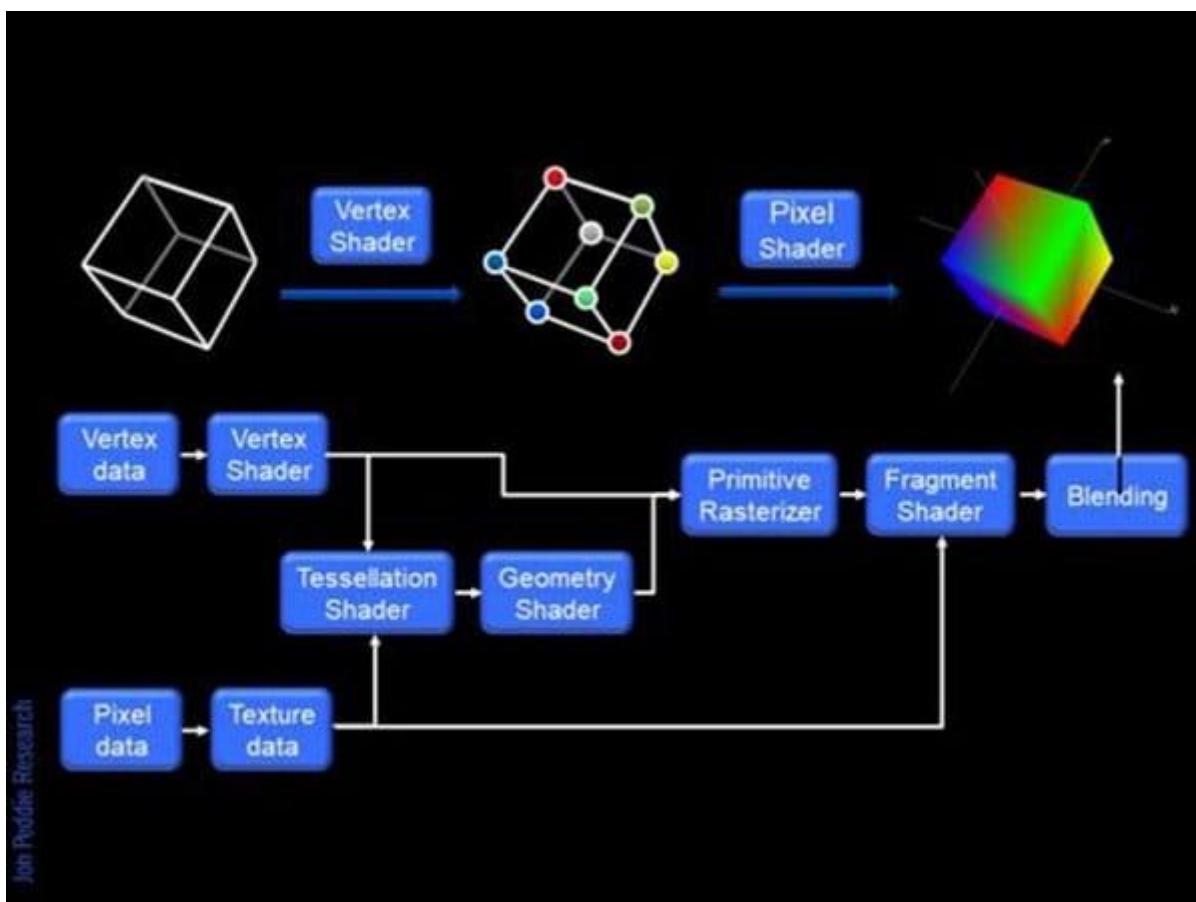 Vertex
Shader
Pixel
Shader
Vertex
data
Vertex
Shader
Primitive
Rasterizer
Fragment
Shader
Blending
Tessellation
Shader
Geometry
Shader
Pixel
data
Texture
data
Jon Peddie Research